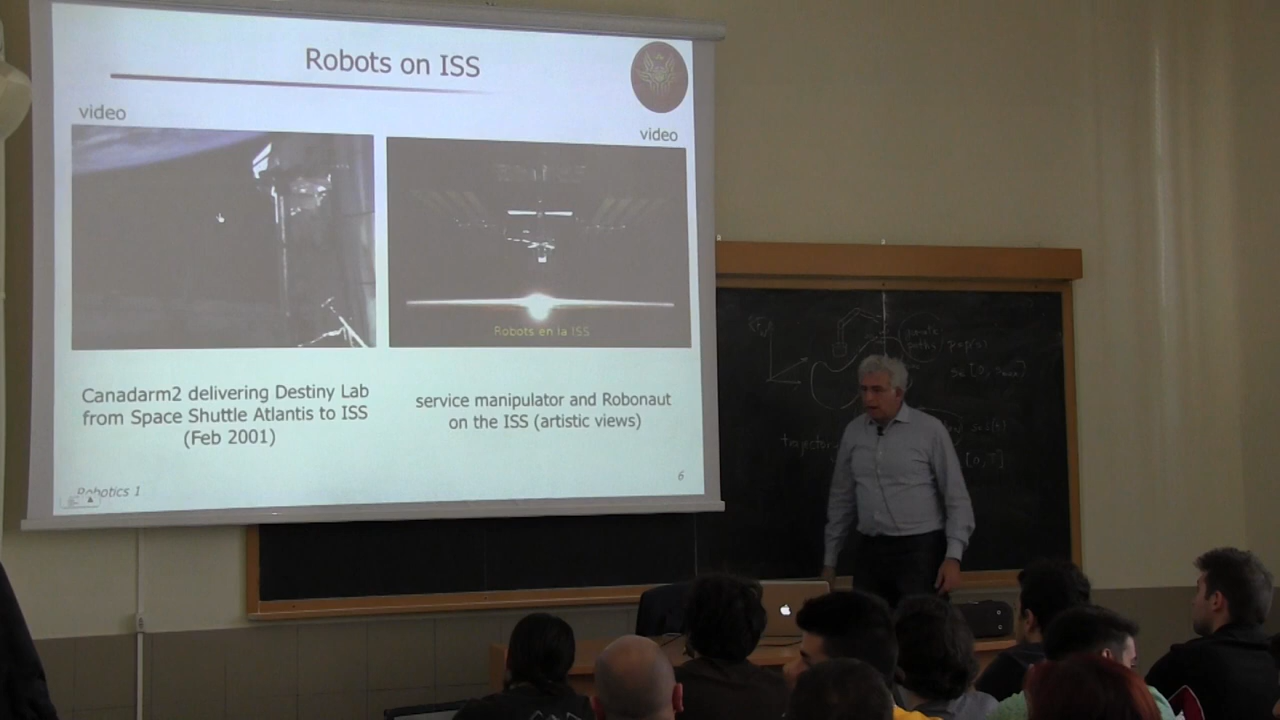 Robots on ISS
video
video
Robots en la ISS
Canadarm2 delivering Destiny Lab
from Space Shuttle Atlantis to ISS
(Feb 2001)
service manipulator and Robonaut
on the ISS (artistic views)
Robotics 1
6
paths